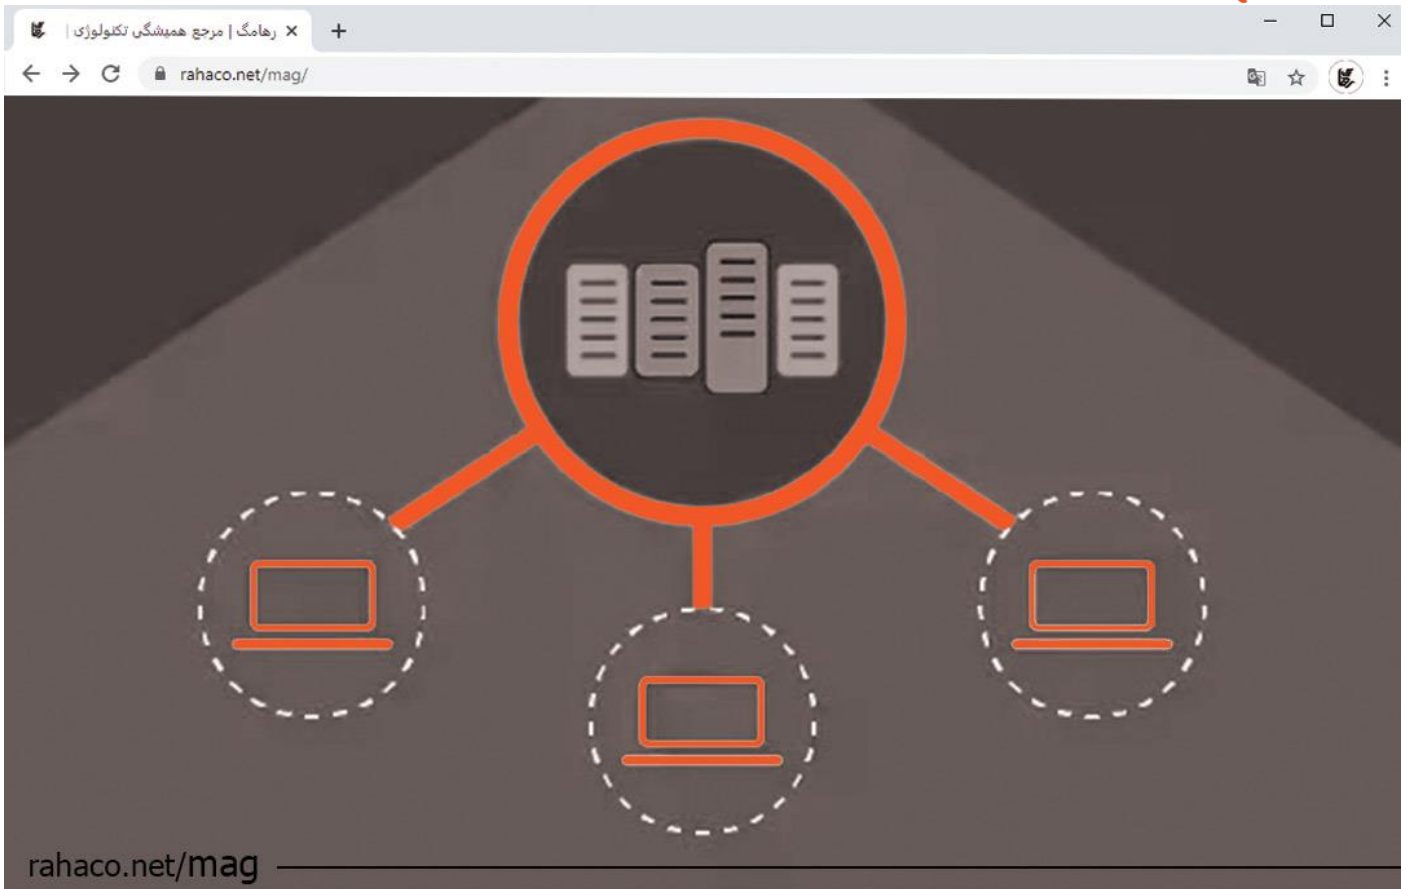 رهامگ | مرجع همیشگی تکنولوژی |
rahaco.net/mag/
rahaco.net/mag